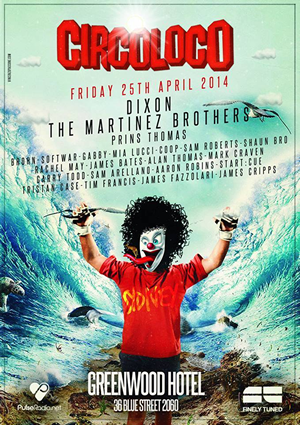 CIRCOLOCO
FRIDAY 25TH APRIL 2014
DIXON
THE MARTINEZ BROTHERS
PRINS THOMAS
BROHN-SOFTWAR-GABBY-MIA LUCCI-COOP-SAM ROBERTS-SHAUN BRO
RACHEL MAY-JAMES BATES-ALAN THOMAS-MARK CRAVEN
GARRY TODD-SAM ARELLANO-AARON ROBINS-START:CUE
TRISTAN CASE-TIM FRANCIS-JAMES FAZZOLARI-JAMES CRIPPS
SYDNEY
GREENWOOD HOTEL
36 BLUE STREET 2060
PulseRadio.net
FINELY TUNED